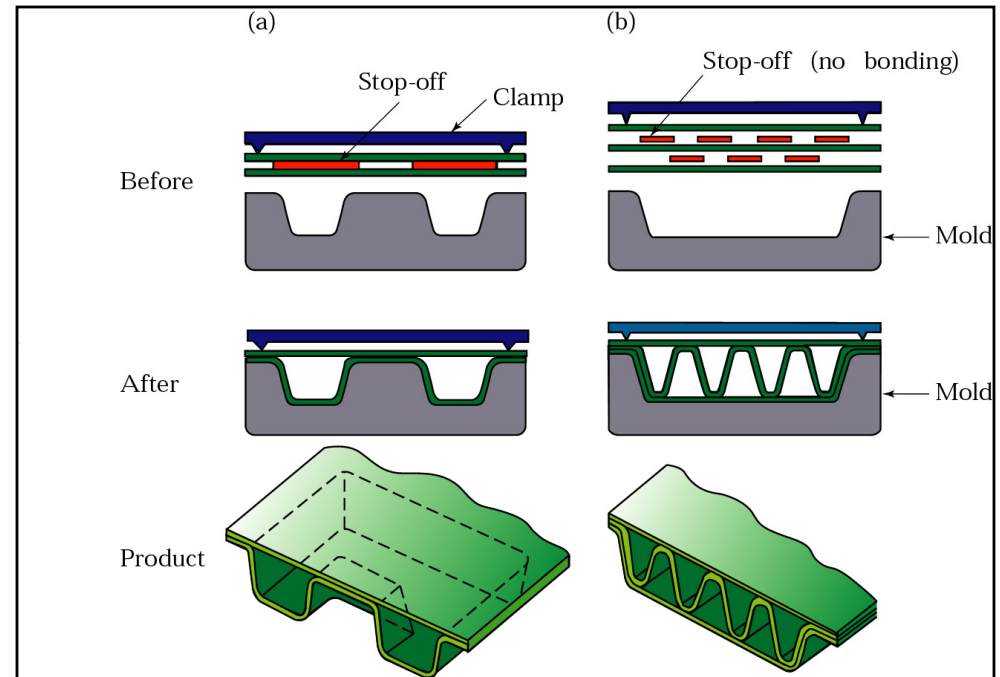 (a)
(b)
Stop-off
Clamp
Stop-off (no bonding)
Before
Mold
After
Mold
Product